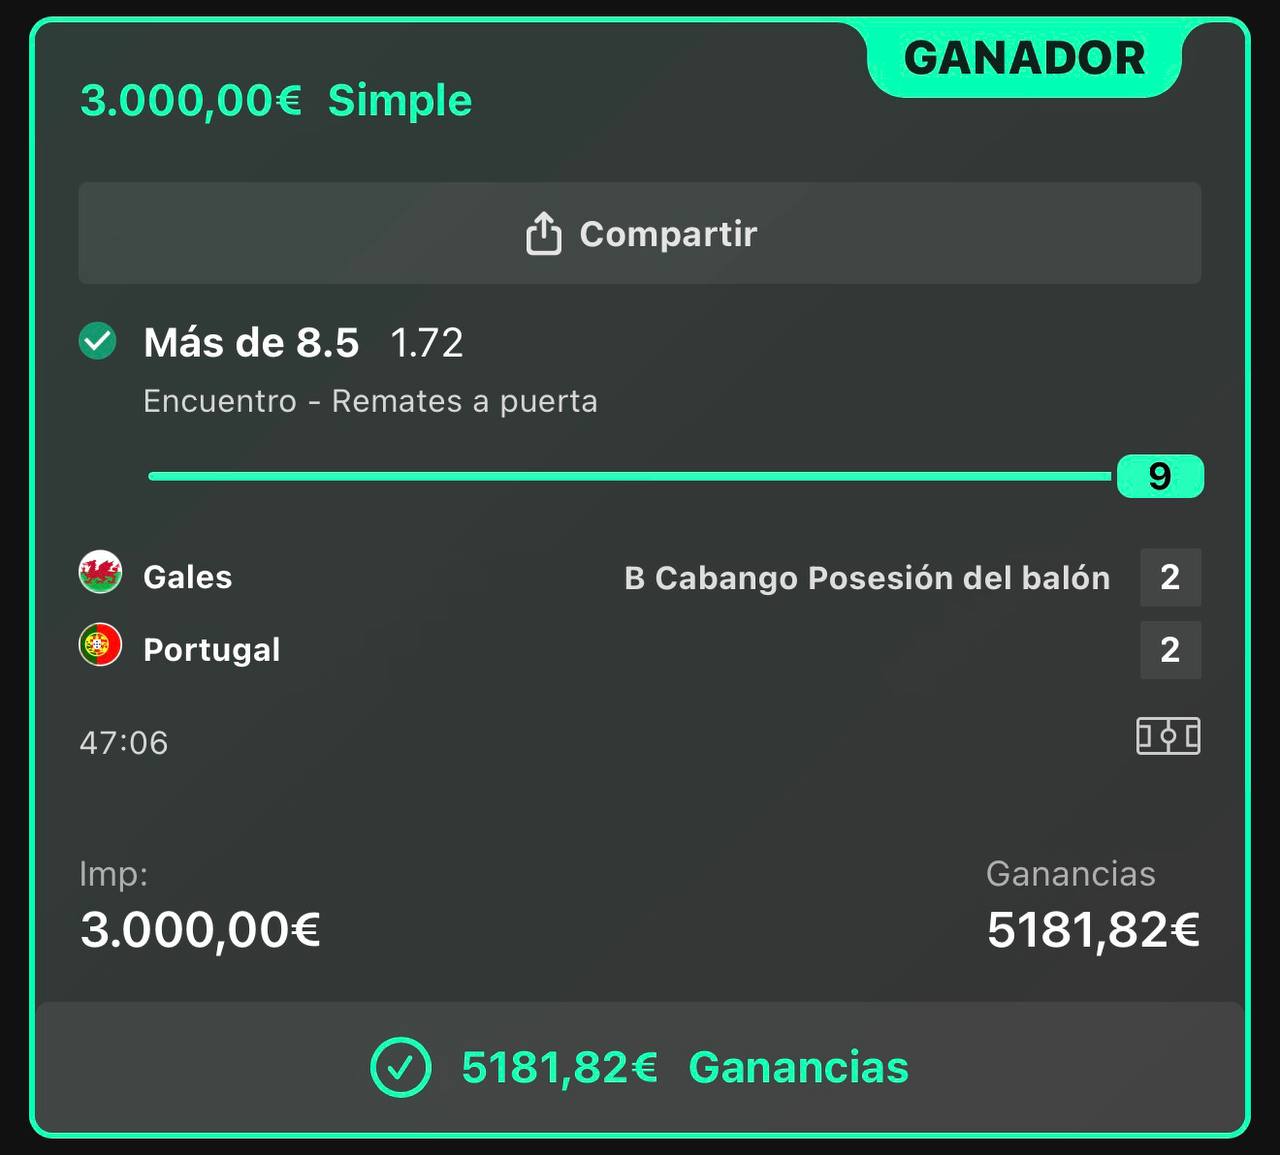 GANADOR
3.000,00€ Simple
Compartir
Más de 8.5 1.72
Encuentro - Remates a puerta
9
Gales B Cabango Posesión del balón 2
Portugal 2
47:06
Imp: Ganancias
3.000,00€ 5181,82€
5181,82€ Ganancias